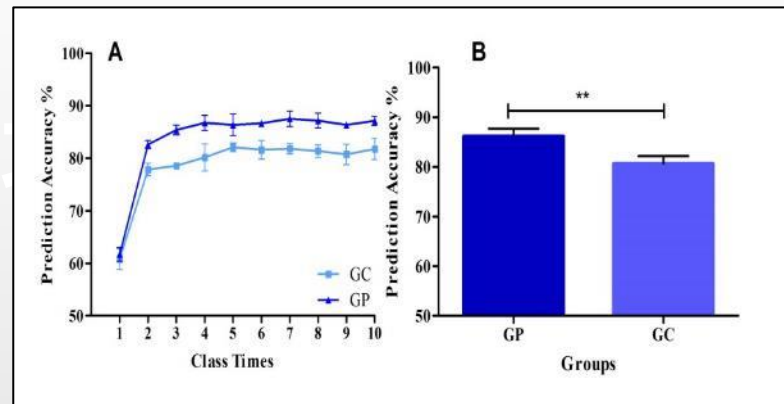 A
Prediction Accuracy %
100
90
80
70
60
50
1 2 3 4 5 6 7 8 9 10
Class Times
GC
GP
B
Prediction Accuracy %
100
90
80
70
60
50
**
GP GC
Groups